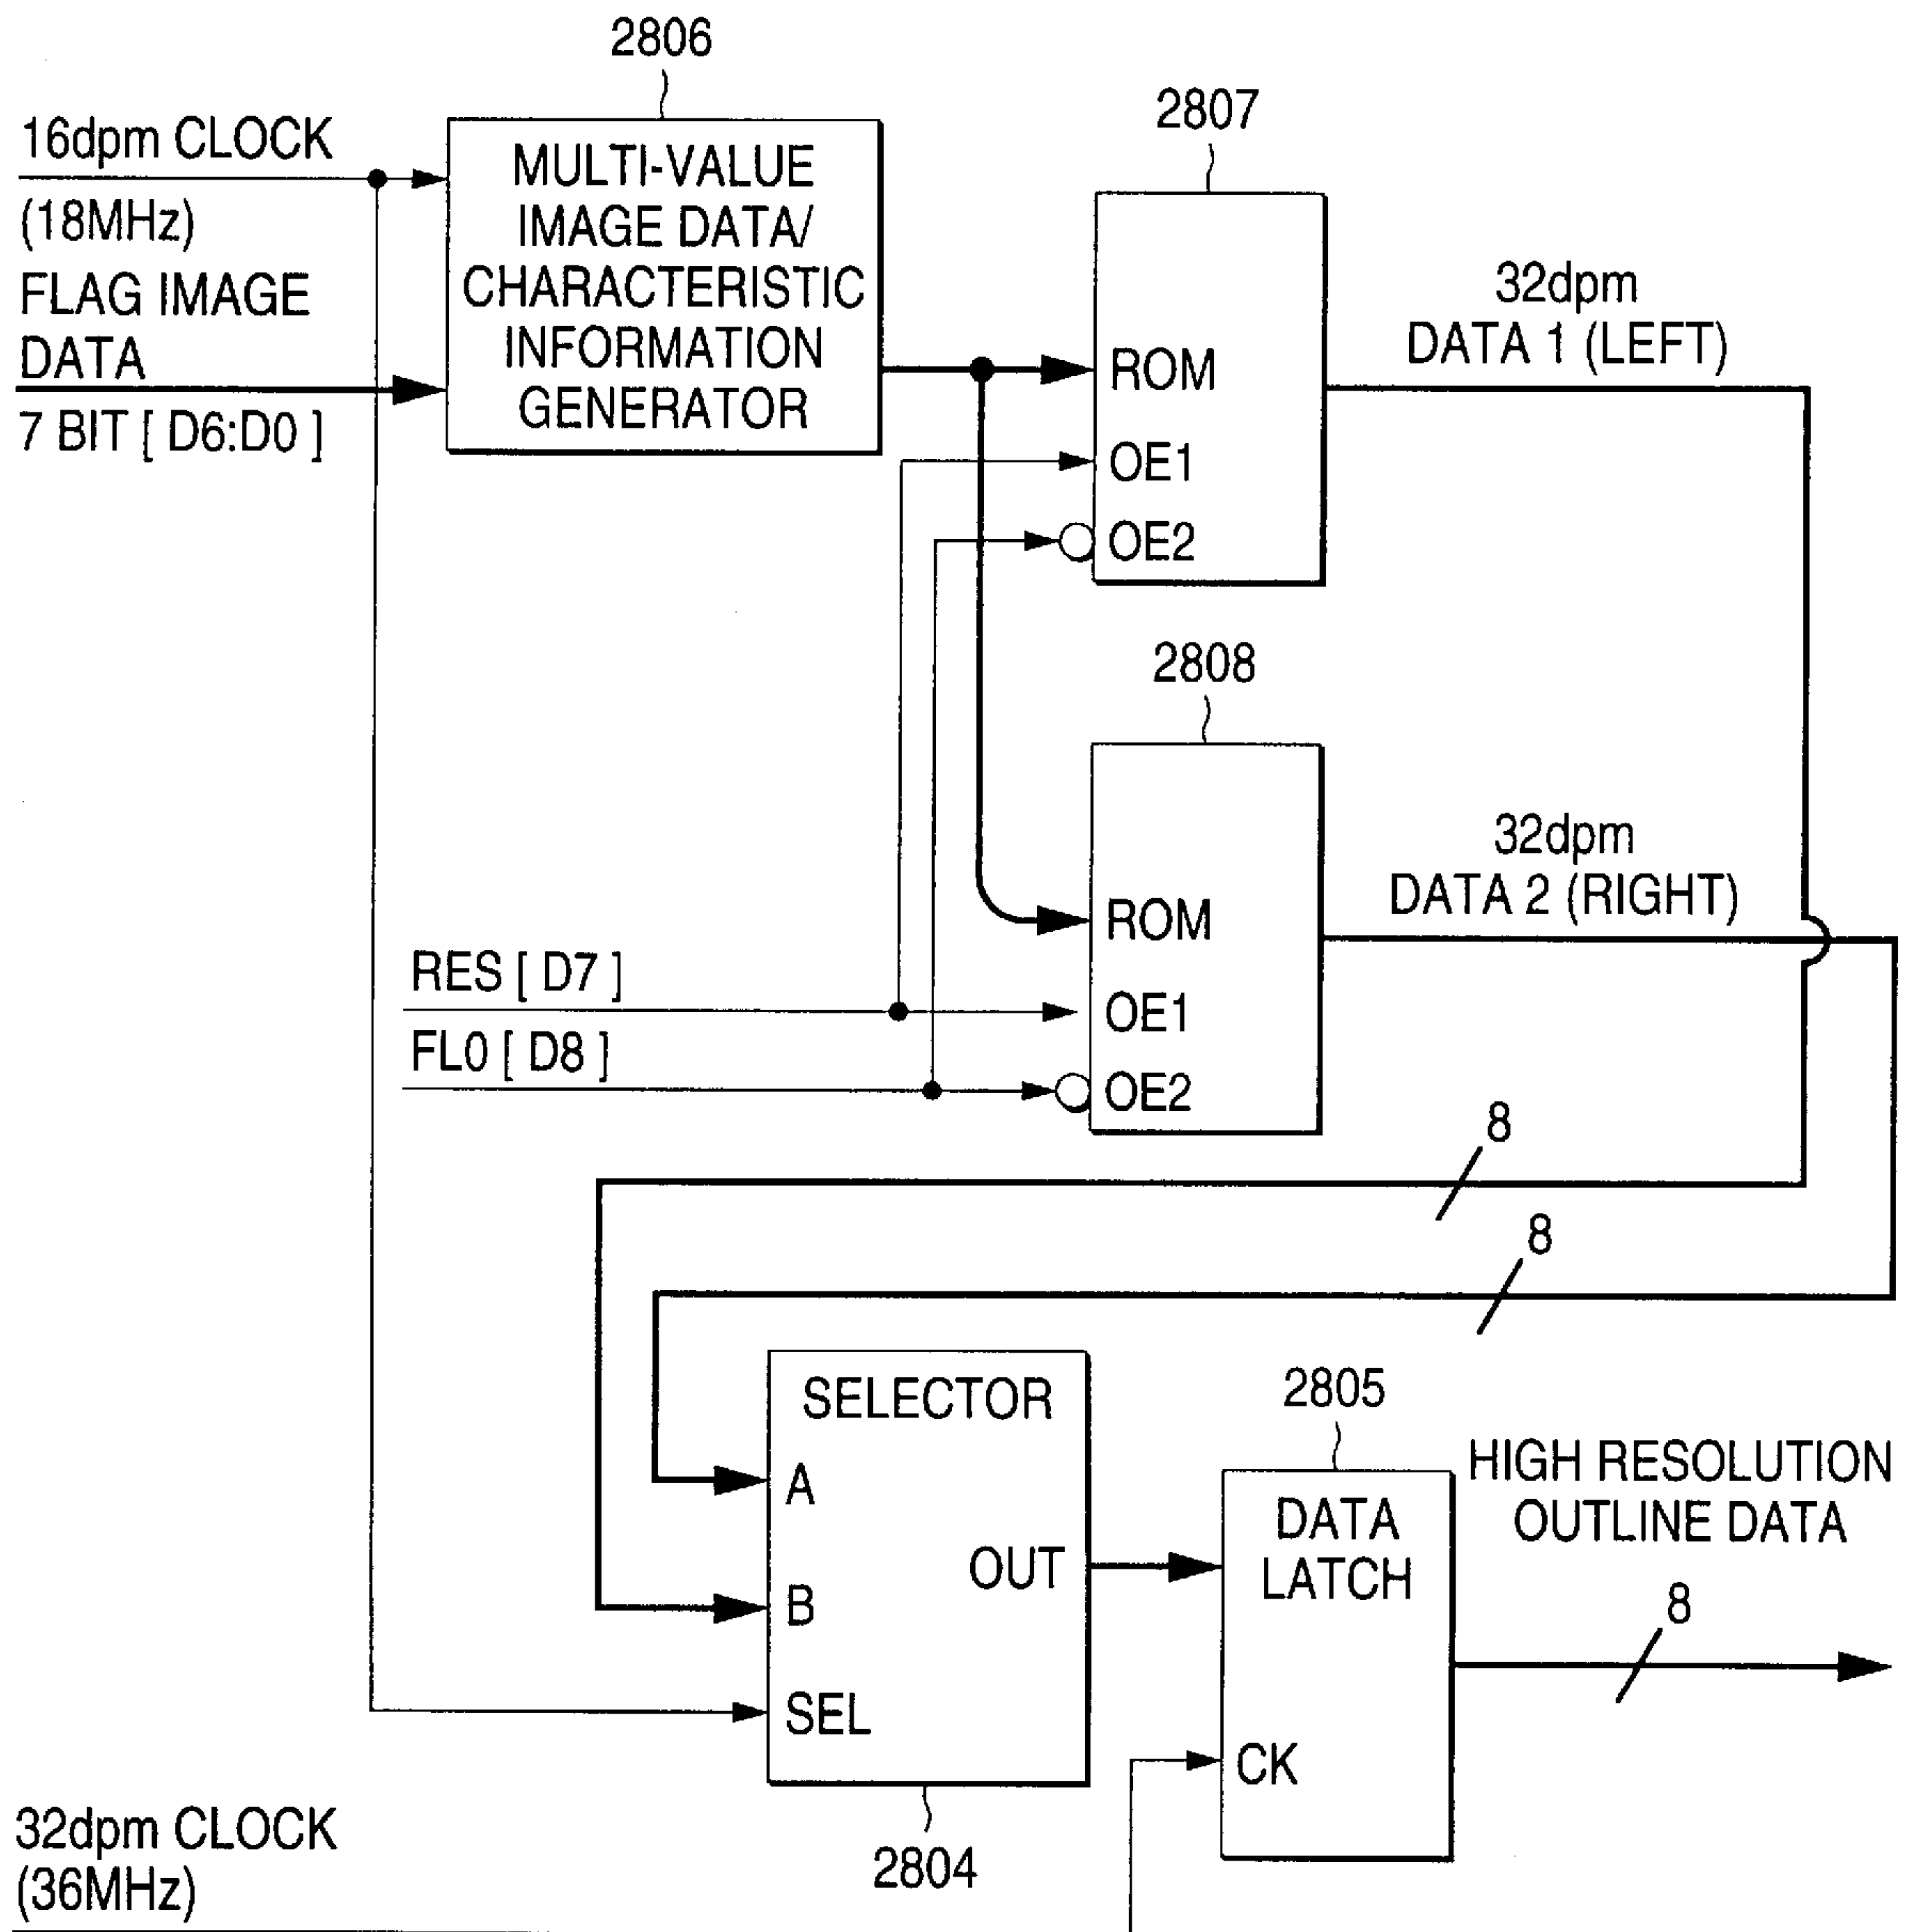 2806
16dpm CLOCK
(18MHz)
FLAG IMAGE
DATA
7 BIT [ D6:D0 ]
MULTI-VALUE
IMAGE DATA/
CHARACTERISTIC
INFORMATION
GENERATOR
2807
ROM
OE1
OE2
32dpm
DATA 1 (LEFT)
2808
ROM
OE1
OE2
32dpm
DATA 2 (RIGHT)
RES [ D7 ]
FL0 [ D8 ]
8
8
SELECTOR
A
B
OUT
SEL
2804
2805
DATA
LATCH
CK
HIGH RESOLUTION
OUTLINE DATA
8
32dpm CLOCK
(36MHz)